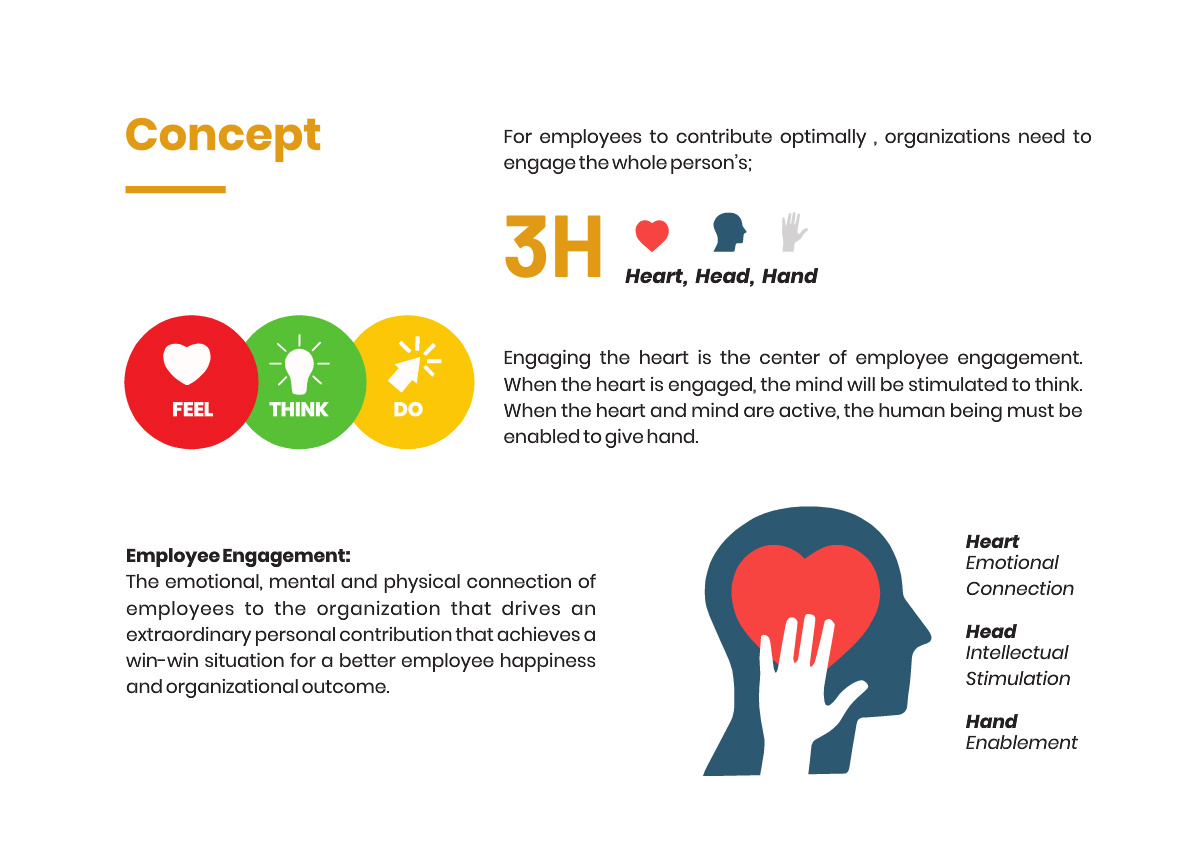 Concept
For employees to contribute optimally , organizations need to
engage the whole person's;
3H
Heart, Head, Hand
FEEL
THINK
DO
Engaging the heart is the center of employee engagement.
When the heart is engaged, the mind will be stimulated to think.
When the heart and mind are active, the human being must be
enabled to give hand.
Employee Engagement:
The emotional, mental and physical connection of
employees to the organization that drives an
extraordinary personal contribution that achieves a
win-win situation for a better employee happiness
and organizational outcome.
Heart
Emotional
Connection
Head
Intellectual
Stimulation
Hand
Enablement